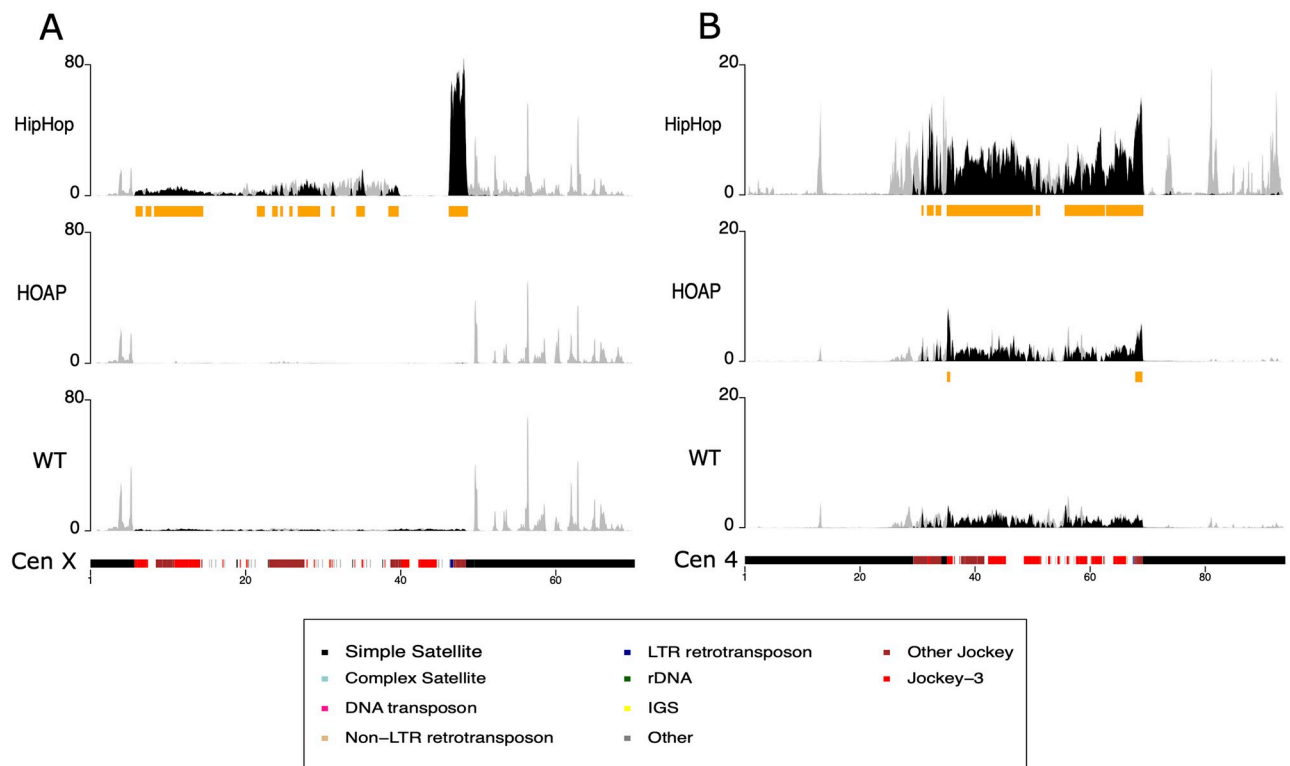 A
80
HipHop
0
80
HOAP
0
80
WT
0
Cen X
1 20 40 60
B
20
HipHop
0
20
HOAP
0
20
WT
0
Cen 4
1 20 40 60 80
Simple Satellite
Complex Satellite
DNA transposon
Non-LTR retrotransposon
LTR retrotransposon
rDNA
IGS
Other
Other Jockey
Jockey-3